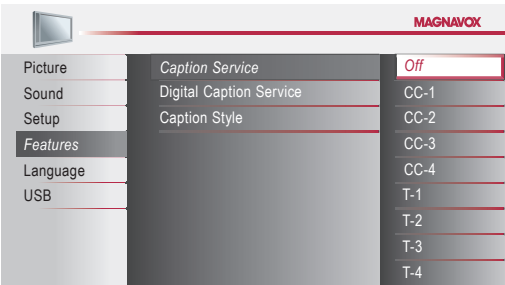 MAGNAVOX
Picture
Sound
Setup
Features
Language
USB
Caption Service
Digital Caption Service
Caption Style
Off
CC-1
CC-2
CC-3
CC-4
T-1
T-2
T-3
T-4